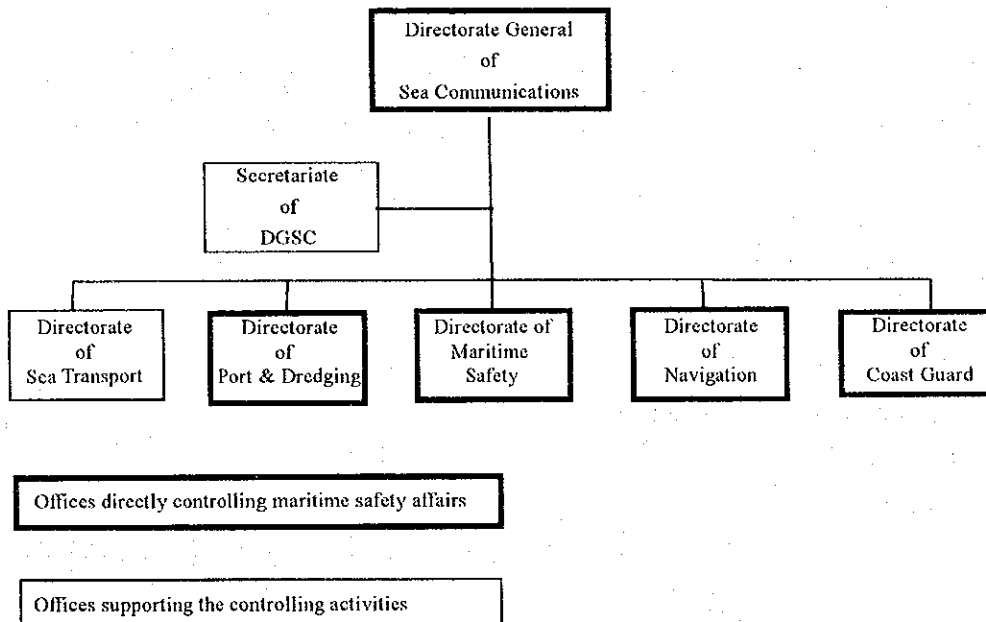 Directorate General
of
Sea Communications
Secretariate
of
DGSC
Directorate
of
Sea Transport
Directorate
of
Port & Dredging
Directorate of
Maritime
Safety
Directorate
of
Navigation
Directorate
of
Coast Guard
Offices directly controlling maritime safety affairs
Offices supporting the controlling activities